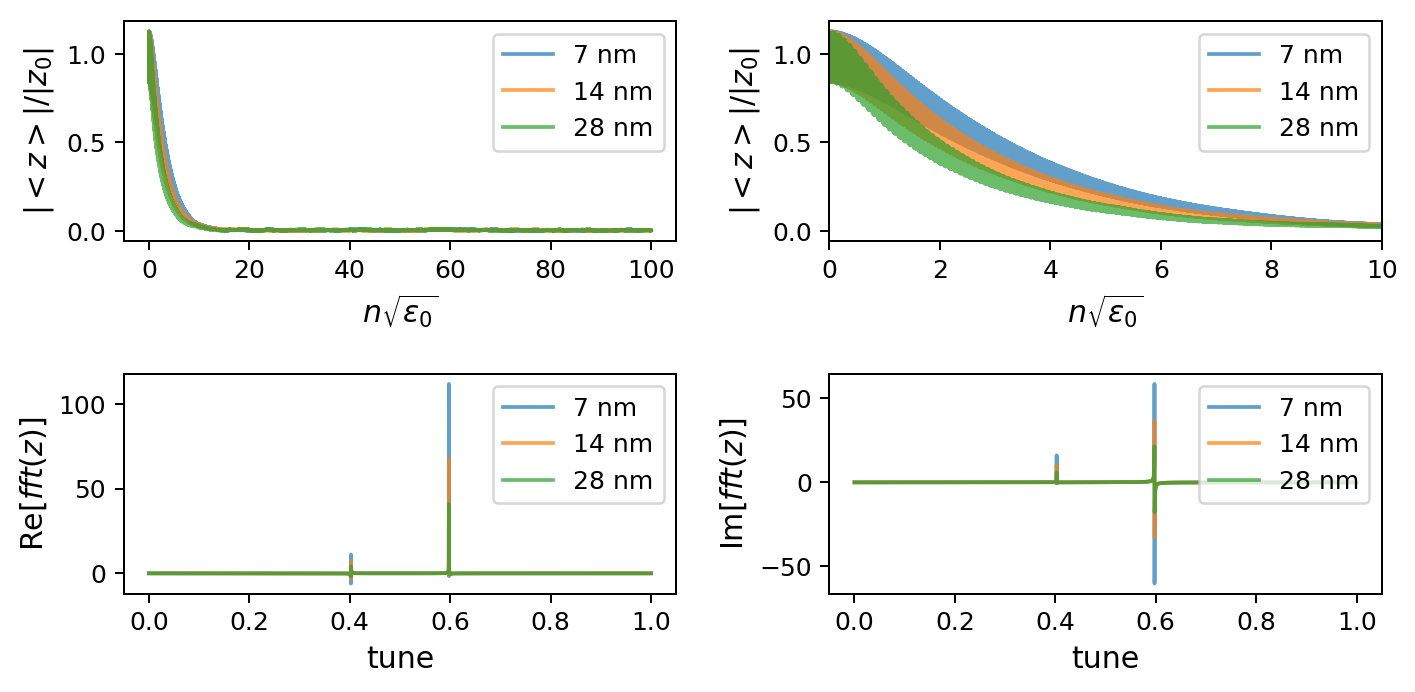 |<z>|/|z₀|
1.0
0.5
0.0
7 nm
14 nm
28 nm
0 20 40 60 80 100
n√ε₀
|<z>|/|z₀|
1.0
0.5
0.0
7 nm
14 nm
28 nm
0 2 4 6 8 10
n√ε₀
Re[fft(z)]
100
50
0
7 nm
14 nm
28 nm
0.0 0.2 0.4 0.6 0.8 1.0
tune
Im[fft(z)]
50
0
−50
7 nm
14 nm
28 nm
0.0 0.2 0.4 0.6 0.8 1.0
tune